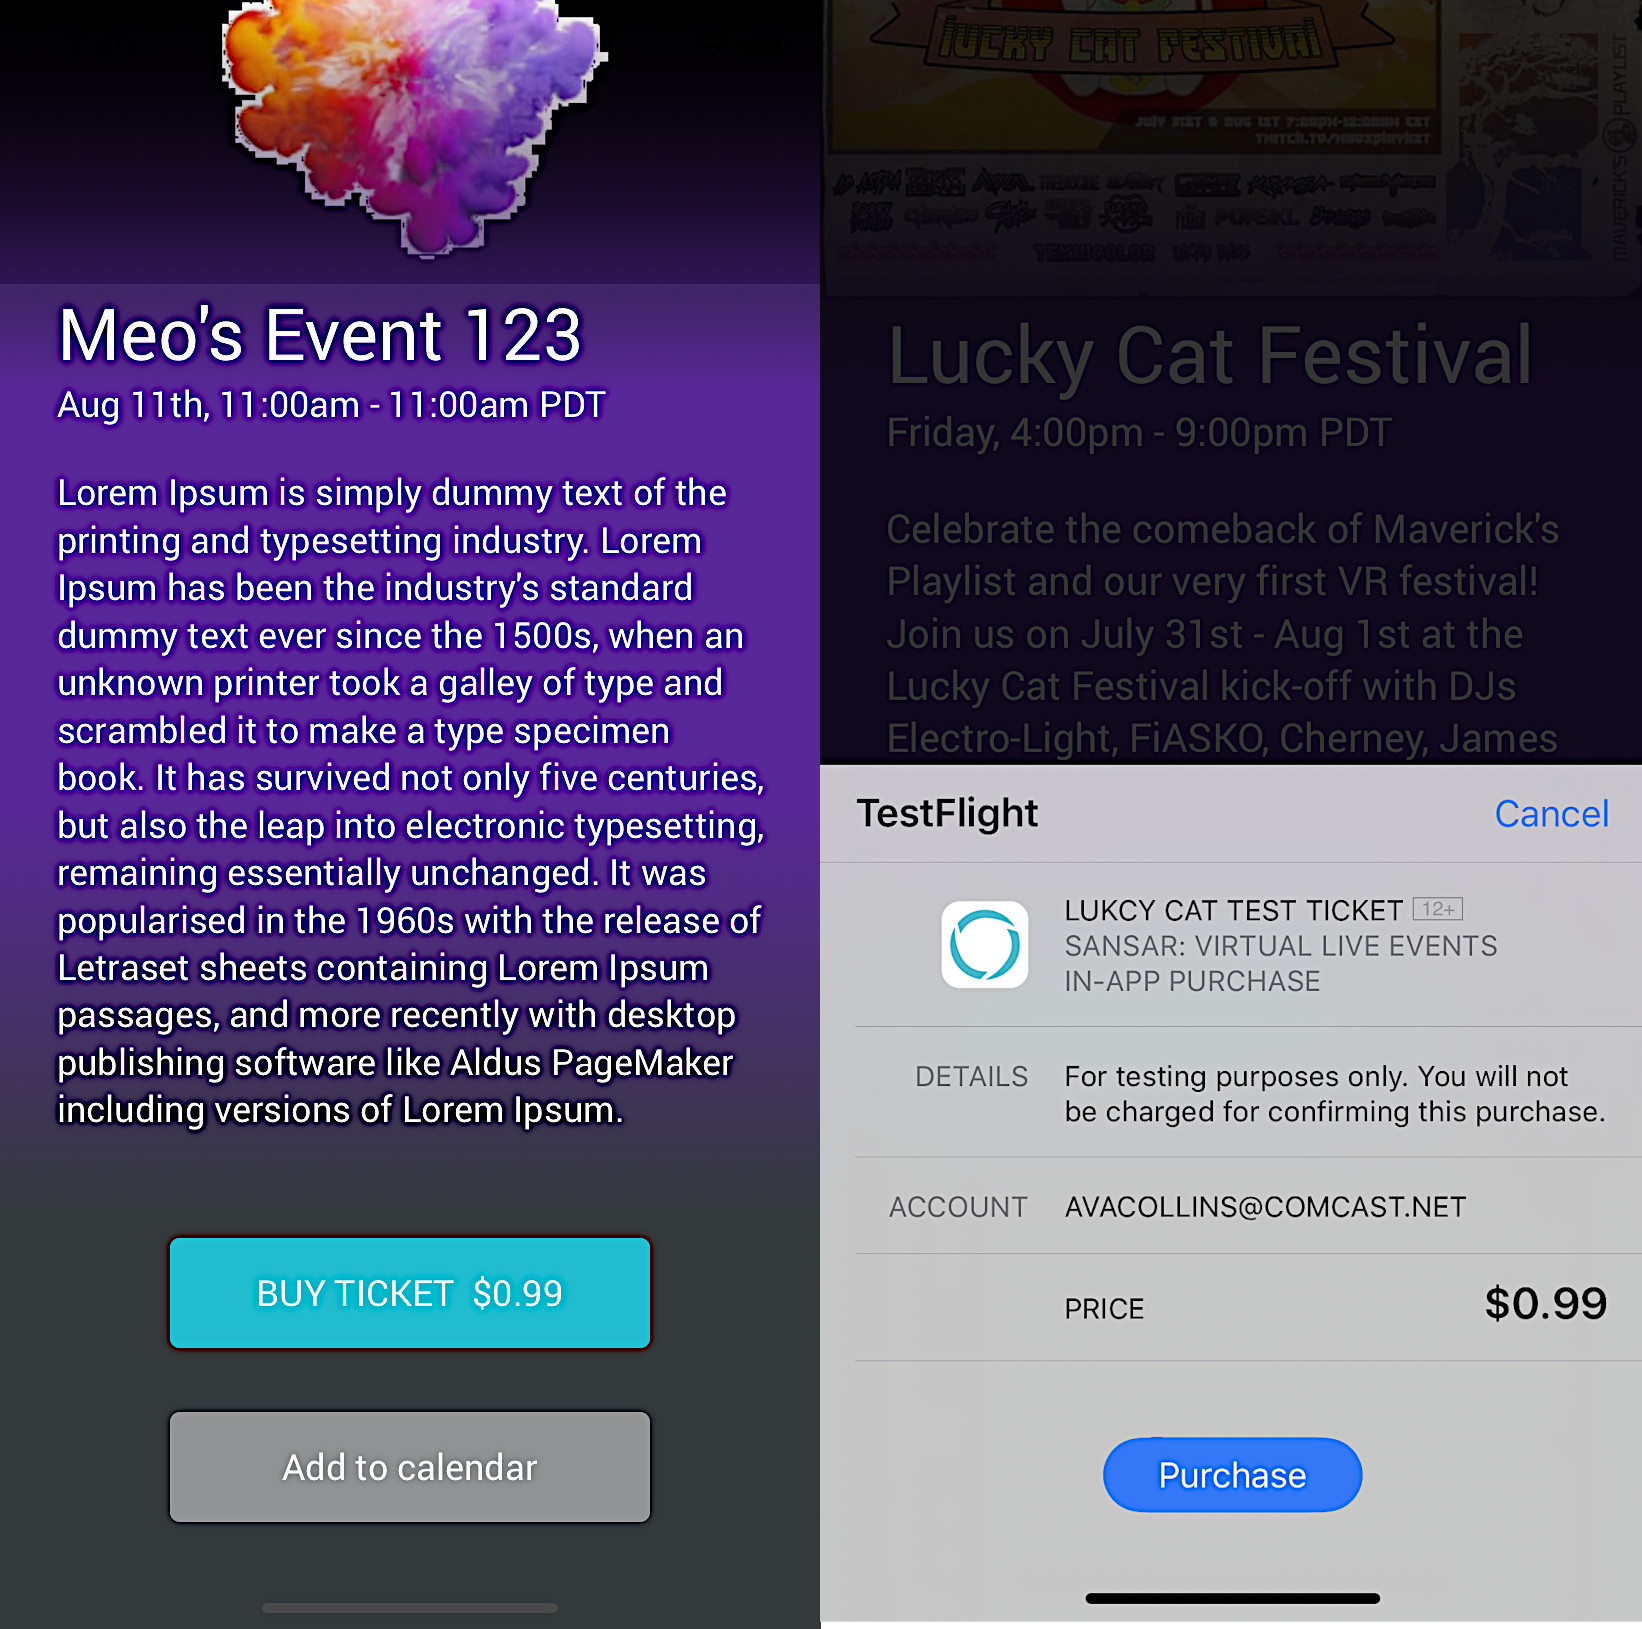 Meo's Event 123
Aug 11th, 11:00am - 11:00am PDT
Lorem Ipsum is simply dummy text of the
printing and typesetting industry. Lorem
Ipsum has been the industry's standard
dummy text ever since the 1500s, when an
unknown printer took a galley of type and
scrambled it to make a type specimen
book. It has survived not only five centuries,
but also the leap into electronic typesetting,
remaining essentially unchanged. It was
popularised in the 1960s with the release of
Letraset sheets containing Lorem Ipsum
passages, and more recently with desktop
publishing software like Aldus PageMaker
including versions of Lorem Ipsum.
BUY TICKET $0.99
Add to calendar
LUCKY CAT FESTIVAL
JULY 31ST & AUG 1ST 7:00PM-12:00AM EST
MAVERICKS PLAYLIST
TEKNICOLOR
Lucky Cat Festival
Friday, 4:00pm - 9:00pm PDT
Celebrate the comeback of Maverick's
Playlist and our very first VR festival!
Join us on July 31st - Aug 1st at the
Lucky Cat Festival kick-off with DJs
Electro-Light, FiASKO, Cherney, James
TestFlight
Cancel
LUKCY CAT TEST TICKET 12+
SANSAR: VIRTUAL LIVE EVENTS
IN-APP PURCHASE
DETAILS
For testing purposes only. You will not
be charged for confirming this purchase.
ACCOUNT
AVACOLLINS@COMCAST.NET
PRICE
$0.99
Purchase